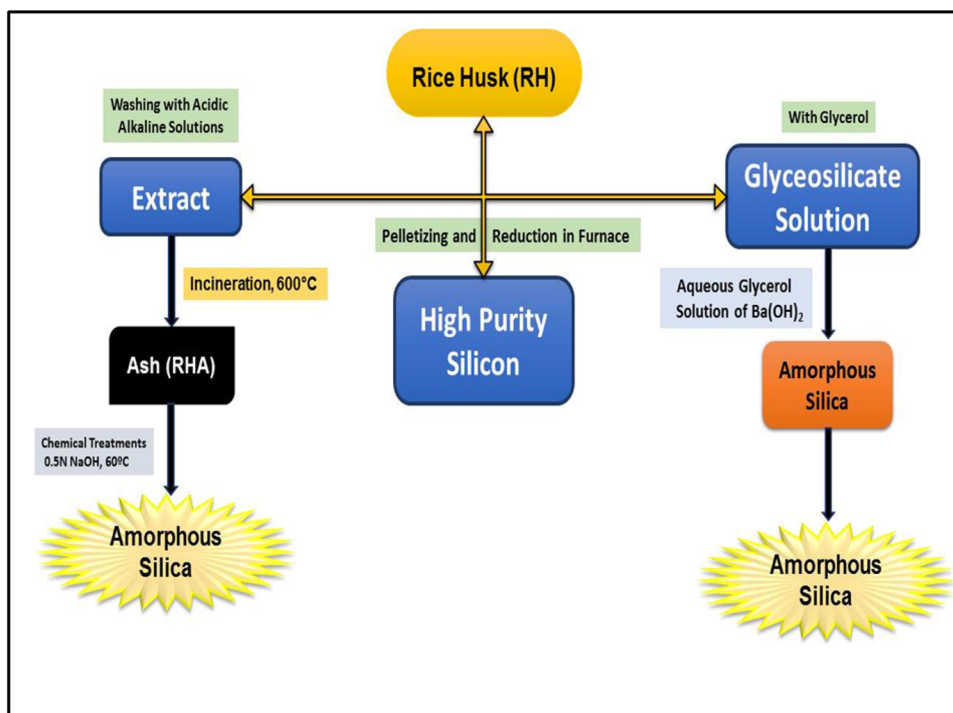 Rice Husk (RH)
Washing with Acidic
Alkaline Solutions
With Glycerol
Extract
Glyceosilicate
Solution
Pelletizing and Reduction in Furnace
Incineration, 600°C
Aqueous Glycerol
Solution of Ba(OH)₂
High Purity
Silicon
Ash (RHA)
Amorphous
Silica
Chemical Treatments
0.5N NaOH, 60ºC
Amorphous
Silica
Amorphous
Silica